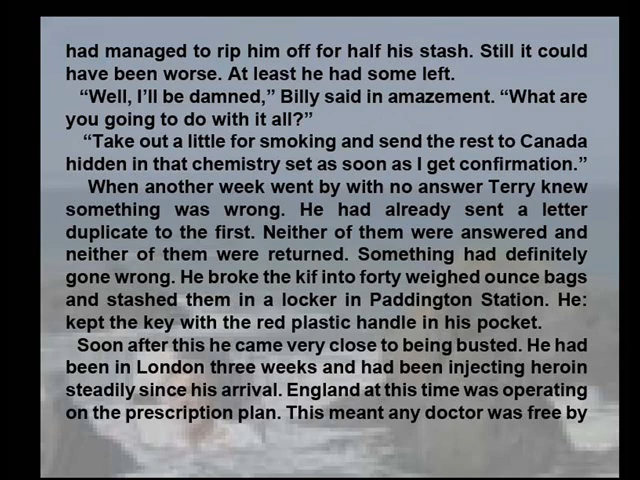 had managed to rip him off for half his stash. Still it could
have been worse. At least he had some left.
“Well, I’ll be damned,” Billy said in amazement. “What are
you going to do with it all?”
“Take out a little for smoking and send the rest to Canada
hidden in that chemistry set as soon as I get confirmation.”
When another week went by with no answer Terry knew
something was wrong. He had already sent a letter
duplicate to the first. Neither of them were answered and
neither of them were returned. Something had definitely
gone wrong. He broke the kif into forty weighed ounce bags
and stashed them in a locker in Paddington Station. He:
kept the key with the red plastic handle in his pocket.
Soon after this he came very close to being busted. He had
been in London three weeks and had been injecting heroin
steadily since his arrival. England at this time was operating
on the prescription plan. This meant any doctor was free by